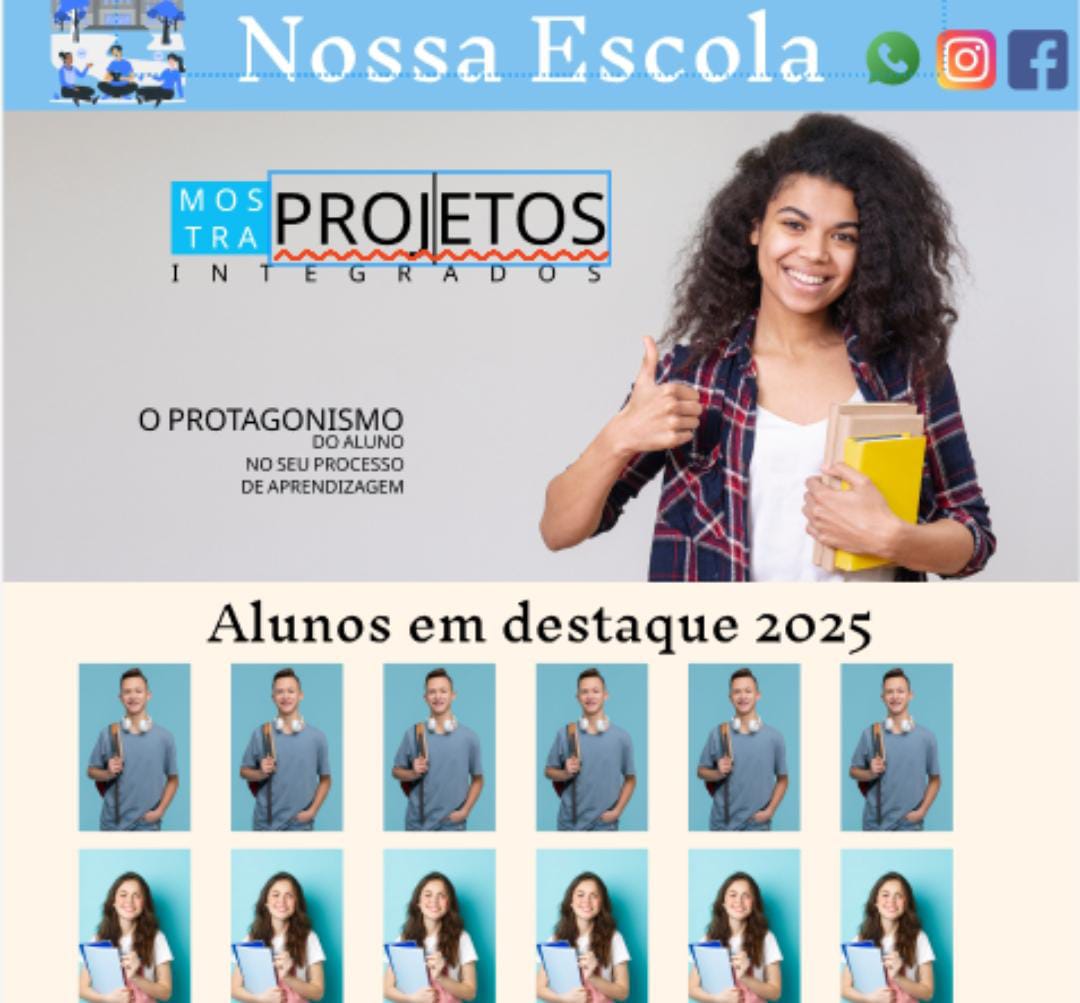 Nossa Escola
MOS
TRA
PROJETOS
INTEGRADOS
O PROTAGONISMO
DO ALUNO
NO SEU PROCESSO
DE APRENDIZAGEM
Alunos em destaque 2025